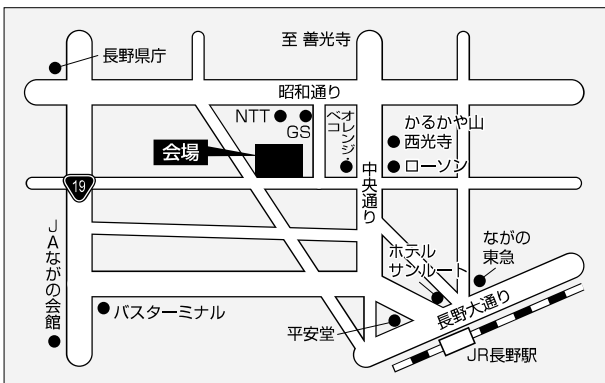 至 善光寺
長野県庁
昭和通り
NTT
GS
オレンジ・
ベコ
かるかや山
西光寺
会場
ローソン
19
中央通り
JAながの会館
ホテル
サンルート
ながの
東急
バスターミナル
長野大通り
平安堂
JR長野駅